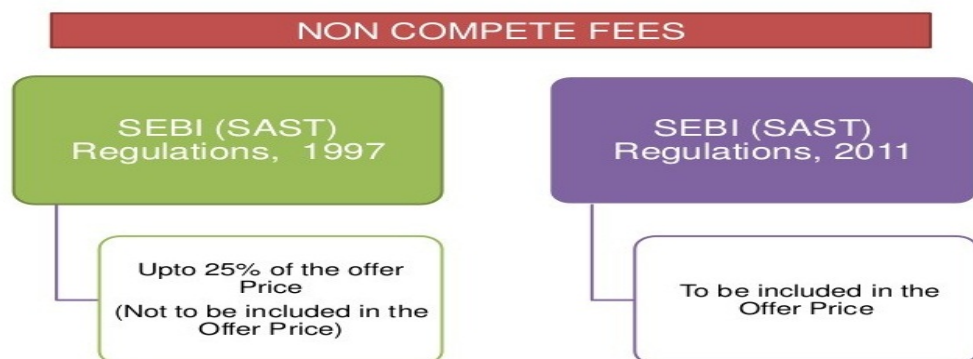 NON COMPETE FEES
SEBI (SAST)
Regulations, 1997
Upto 25% of the offer
Price
(Not to be included in the
Offer Price)
SEBI (SAST)
Regulations, 2011
To be included in the
Offer Price